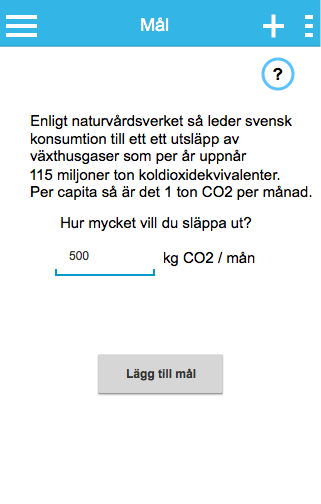 Mål
?
Enligt naturvårdsverket så leder svensk
konsumtion till ett ett utsläpp av
växthusgaser som per år uppnår
115 miljoner ton koldioxidekvivalenter.
Per capita så är det 1 ton CO2 per månad.
Hur mycket vill du släppa ut?
500 kg CO2 / mån
Lägg till mål